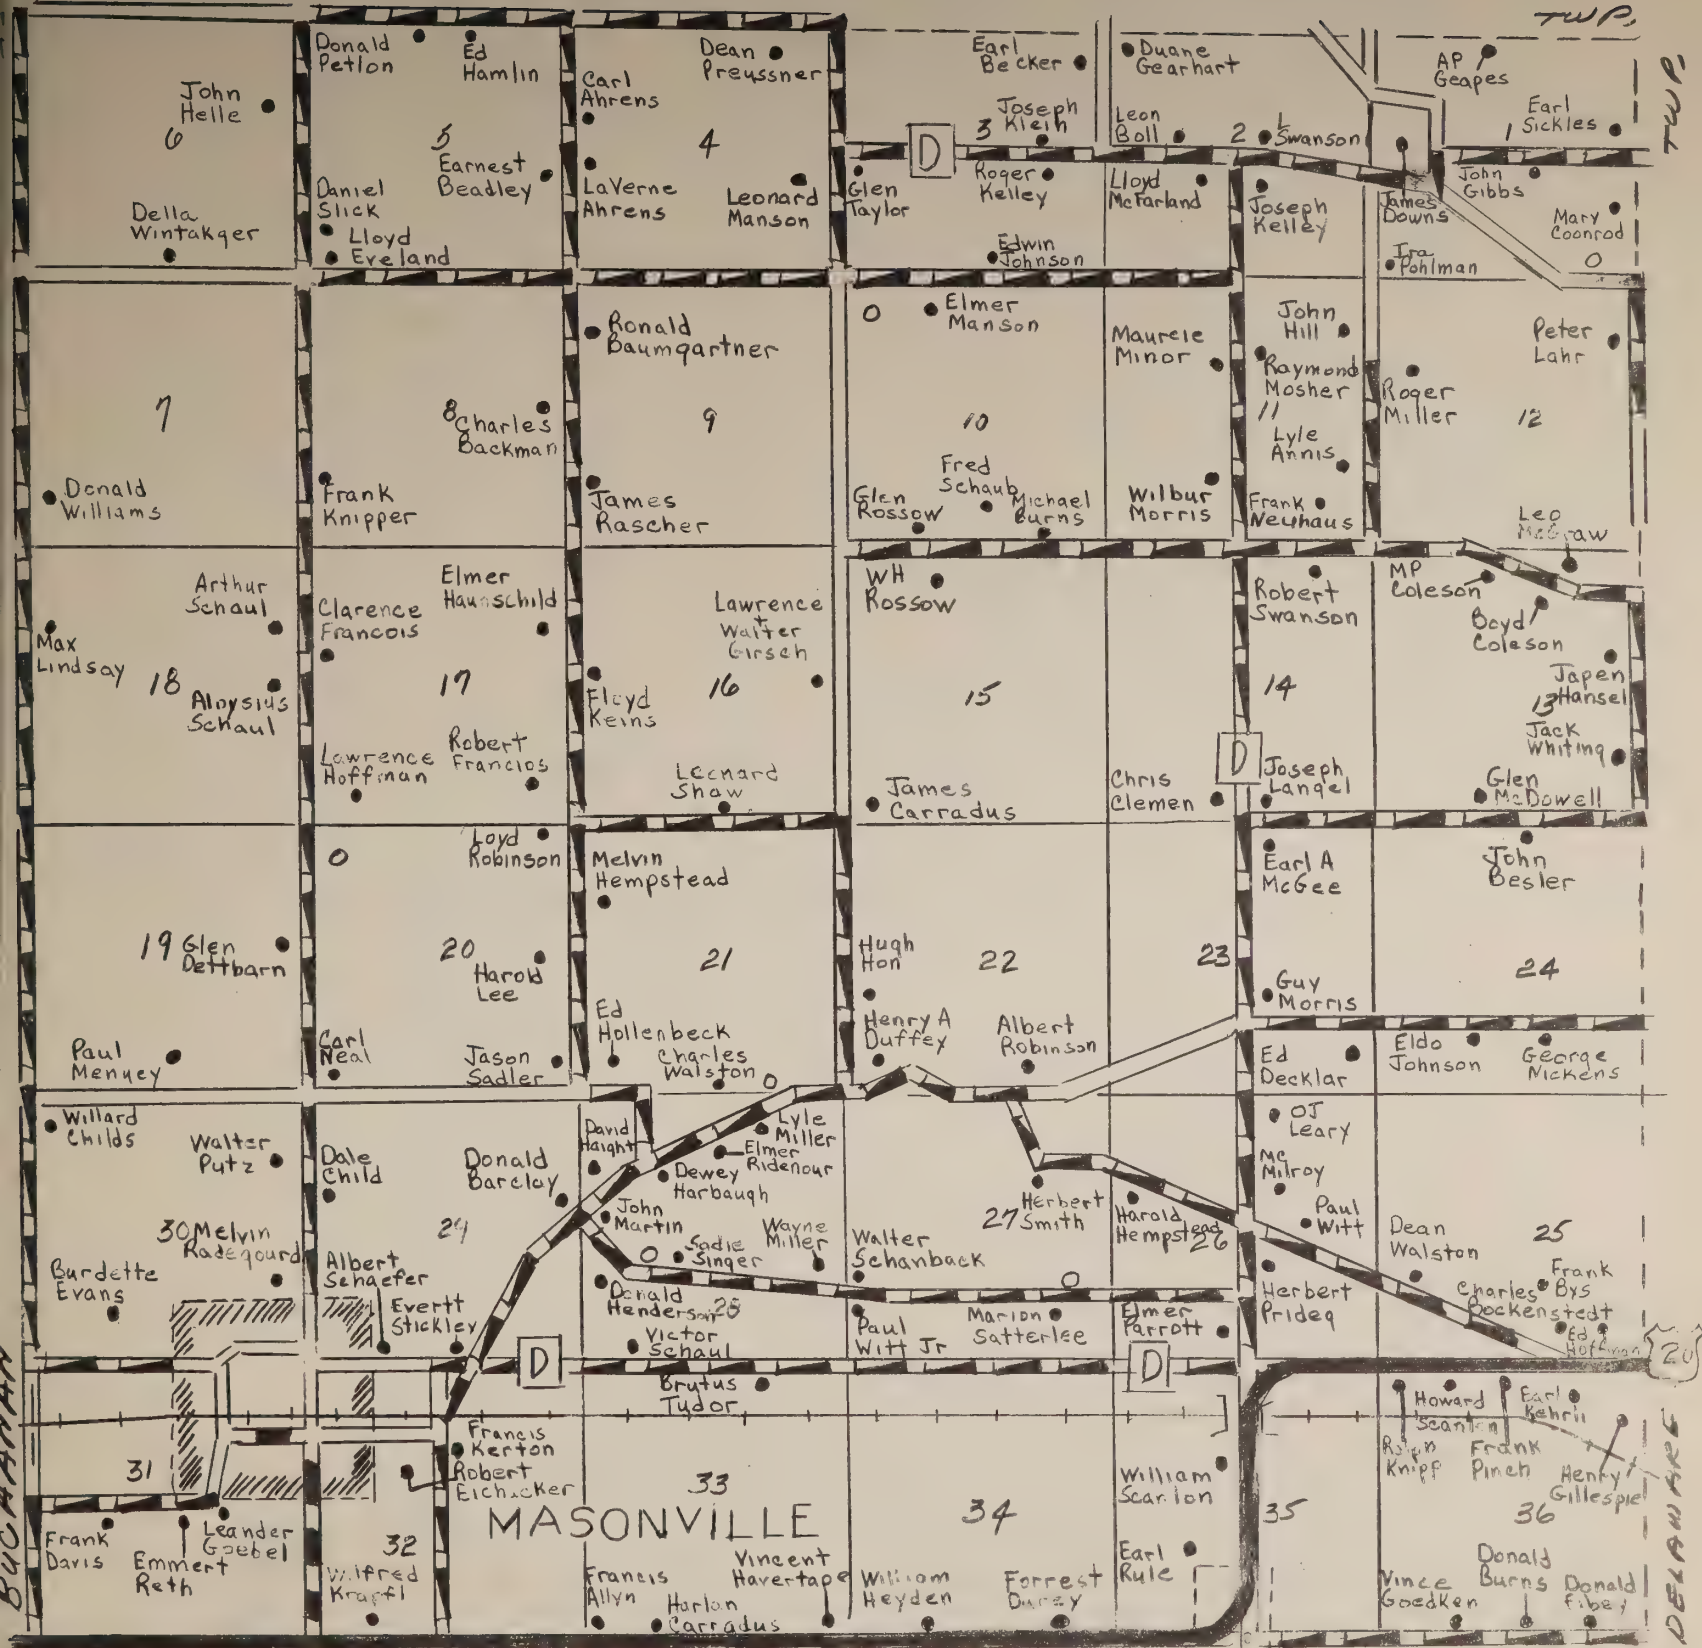 TWP.
TWP
Donald
Petlon
Ed
Hamlin
Dean
Preussner
Earl
Becker
Duane
Gearhart
AP
Geapes
John
Helle
6
5
Carl
Ahrens
4
Joseph
Klein
3
D
Leon
Boll
2
L
Swanson
1
Earl
Sickles
Earnest
Beadley
Daniel
Slick
LaVerne
Ahrens
Leonard
Manson
Glen
Taylor
Roger
Kelley
Lloyd
McFarland
Joseph
Kelley
James
Downs
John
Gibbs
Mary
Coonrod
Della
Wintakger
Lloyd
Eveland
Edwin
Johnson
Ira
Pohlman
O
Ronald
Baumgartner
O
Elmer
Manson
Maurcie
Minor
John
Hill
Peter
Lahr
Raymond
Mosher
Roger
Miller
7
8
Charles
Backman
9
10
11
12
Lyle
Annis
Donald
Williams
Frank
Knipper
James
Rascher
Glen
Rossow
Fred
Schaub
Michael
Burns
Wilbur
Morris
Frank
Neuhaus
Leo
McGraw
Arthur
Schaul
Clarence
Francois
Elmer
Haunschild
Lawrence
+
Walter
Girsch
WH
Rossow
Robert
Swanson
MP
Coleson
Boyd
Coleson
Max
Lindsay
18
Aloysius
Schaul
17
Floyd
Keins
16
15
14
Japen
Hansel
13
Jack
Whiting
Lawrence
Hoffman
Robert
Francios
Leonard
Shaw
James
Carradus
Chris
Clemen
D
Joseph
Langel
Glen
McDowell
O
Loyd
Robinson
Melvin
Hempstead
Earl A
McGee
John
Besler
19
Glen
Dettbarn
20
Harold
Lee
21
Hugh
Hon
22
23
Guy
Morris
24
Paul
Menuey
Carl
Neal
Jason
Sadler
Ed
Hollenbeck
Charles
Walston
O
Henry A
Duffey
Albert
Robinson
Ed
Decklar
Eldo
Johnson
George
Nickens
Willard
Childs
Walter
Putz
Dale
Child
Donald
Barclay
David
Haight
Lyle
Miller
Elmer
Ridenour
Dewey
Harbaugh
OJ
Leary
Mc
Milroy
30
Melvin
Radegourd
29
John
Martin
Sadie
Singer
O
Wayne
Miller
Walter
Schanback
27
Herbert
Smith
Harold
Hempstead
26
Paul
Witt
Dean
Walston
25
Burdette
Evans
Albert
Schaefer
Evertt
Stickley
Donald
Henderson
28
Victor
Schaul
O
Paul
Witt Jr
Marion
Satterlee
Elmer
Parrott
Herbert
Prideq
Frank
Bys
Charles
Bockenstedt
Ed
Hoffman
20
D
D
Brutus
Tudor
BUCHANAN
Francis
Kerton
Howard
Scanlon
Earl
Kehrli
Knipp
Frank
Pinch
Henry
Gillespie
31
Robert
33
MASONVILLE
34
William
Scanlon
35
36
DELAWARE
Frank
Davis
Emmert
Reth
Leander
Goebel
32
Wilfred
Krapfl
Francis
Allyn
Harlan
Carradus
Vincent
Havertape
William
Heyden
Forrest
Durey
Earl
Rule
Vince
Goedken
Donald
Burns
Donald